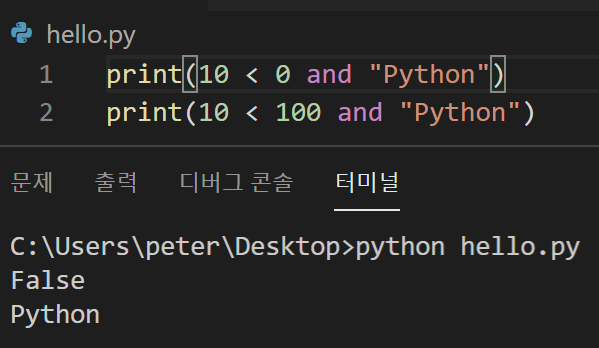 hello.py
1 print(10 < 0 and "Python")
2 print(10 < 100 and "Python")
문제 출력 디버그 콘솔 터미널
C:\Users\peter\Desktop>python hello.py
False
Python